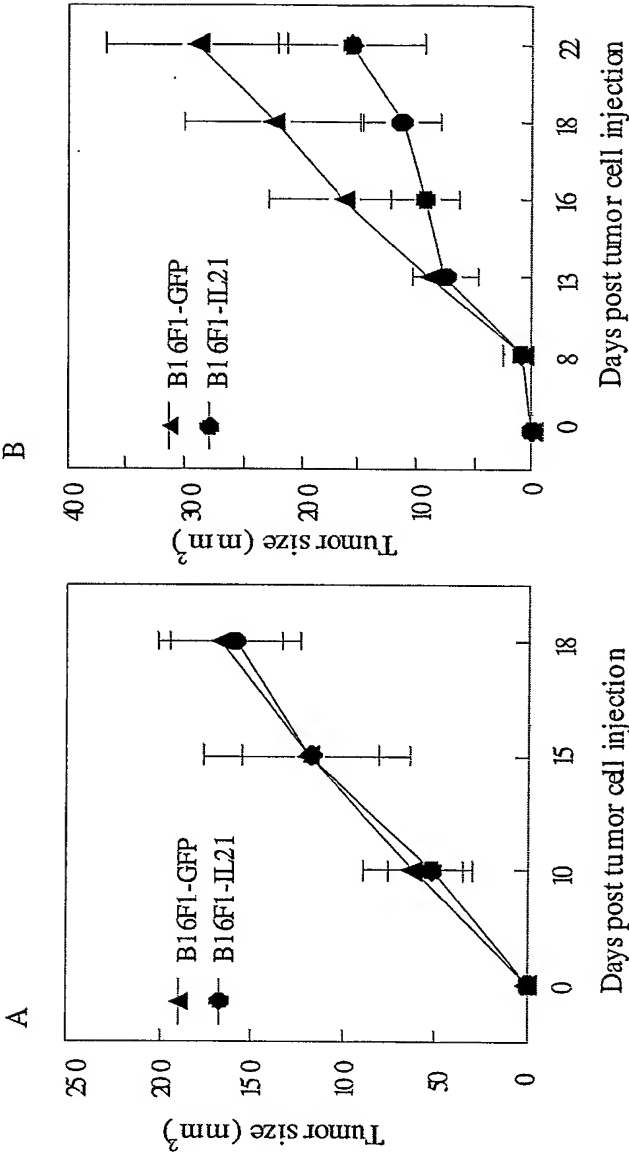 A
Tumor size (mm²)
250
200
150
100
50
0
B16F1-GFP
B16F1-IL21
0
10
15
18
Days post tumor cell injection
B
Tumor size (mm²)
400
300
200
100
0
B16F1-GFP
B16F1-IL21
0
8
13
16
18
22
Days post tumor cell injection